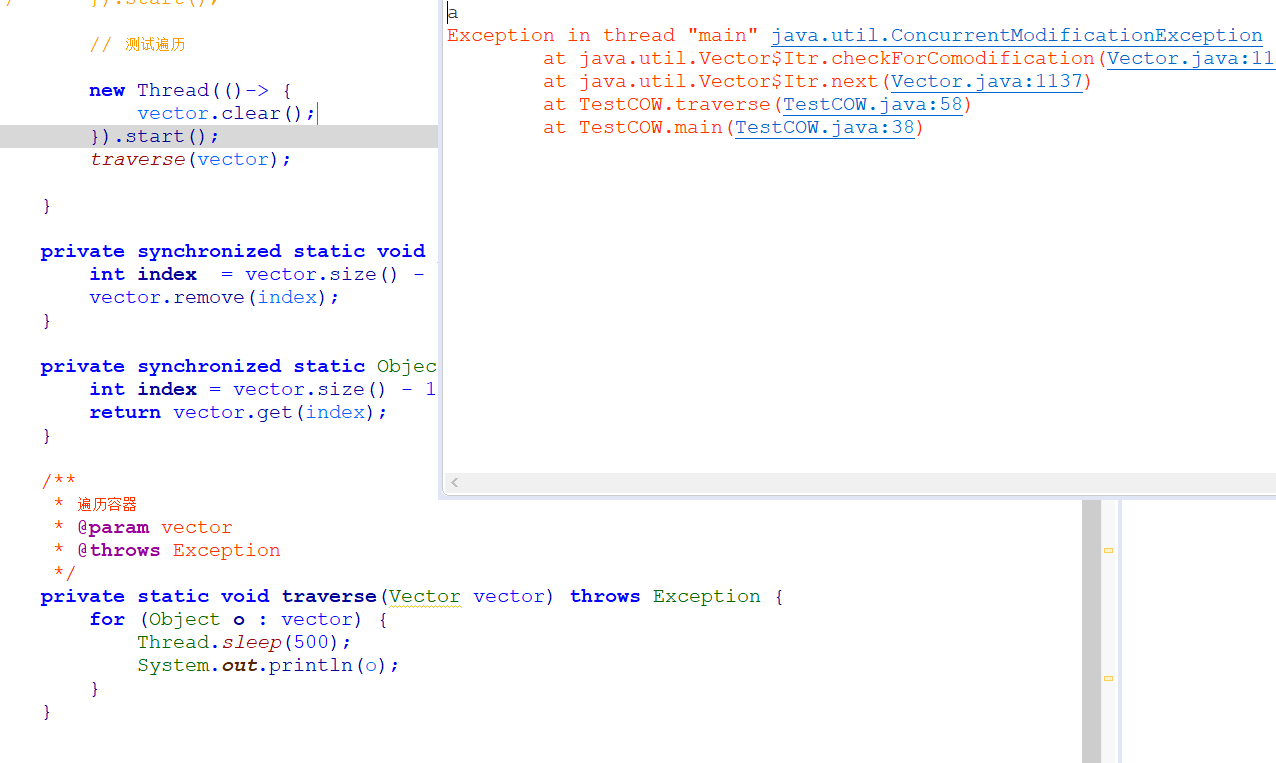 }).start();
// 测试遍历
new Thread(()-> {
vector.clear();
}).start();
traverse(vector);
}
private synchronized static void
int index  = vector.size() -
vector.remove(index);
}
private synchronized static Objec
int index = vector.size() - 1
return vector.get(index);
}
/**
* 遍历容器
* @param vector
* @throws Exception
*/
private static void traverse(Vector vector) throws Exception {
for (Object o : vector) {
Thread.sleep(500);
System.out.println(o);
}
}
a
Exception in thread "main" java.util.ConcurrentModificationException
at java.util.Vector$Itr.checkForComodification(Vector.java:11
at java.util.Vector$Itr.next(Vector.java:1137)
at TestCOW.traverse(TestCOW.java:58)
at TestCOW.main(TestCOW.java:38)